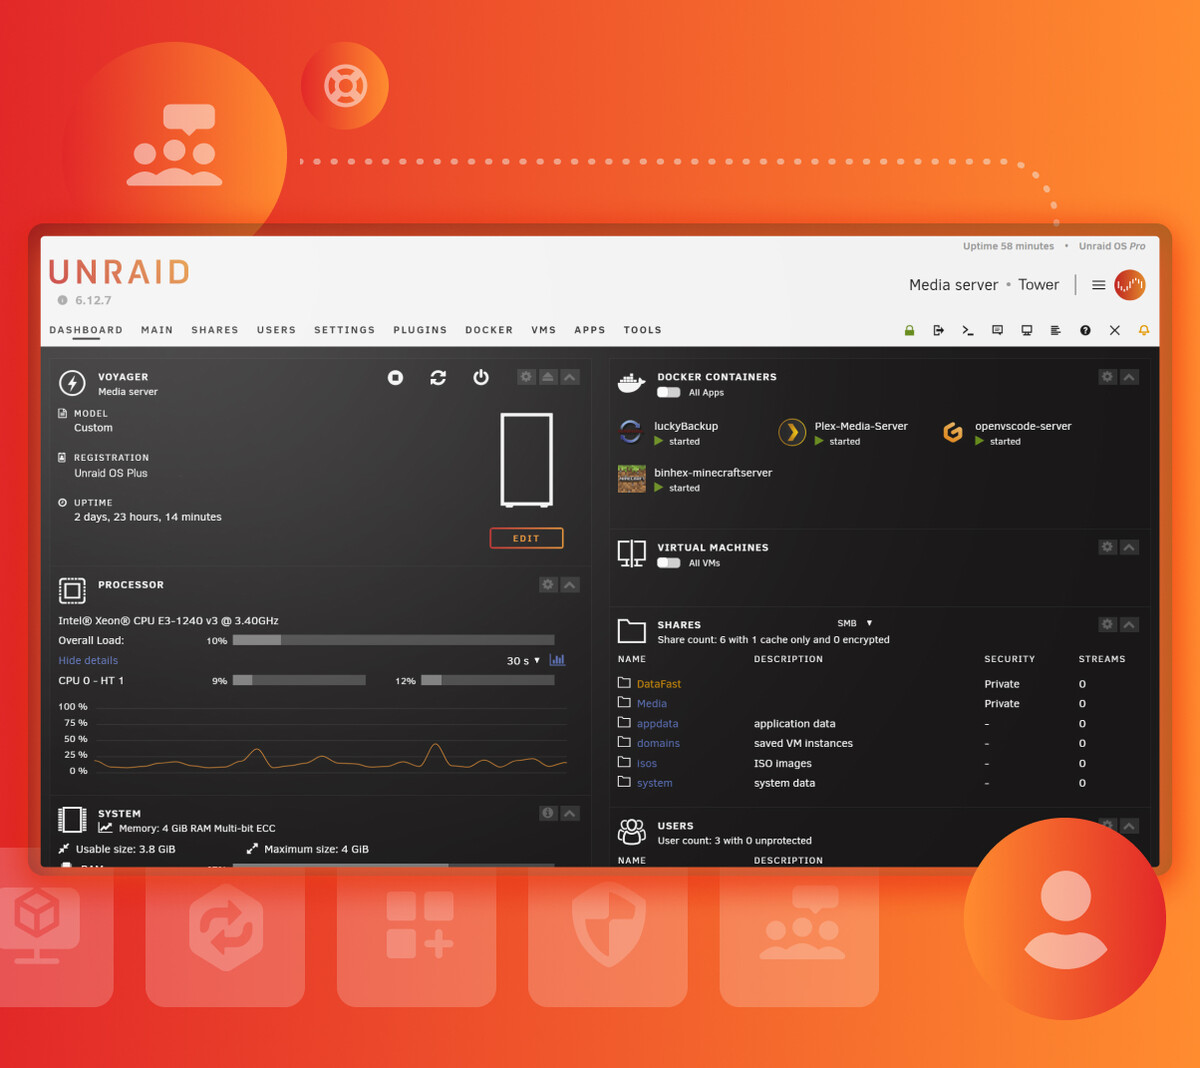 Uptime 58 minutes • Unraid OS Pro
UNRAID
6.12.7
Media server • Tower
DASHBOARD MAIN SHARES USERS SETTINGS PLUGINS DOCKER VMS APPS TOOLS
VOYAGER
Media server
MODEL
Custom
REGISTRATION
Unraid OS Plus
UPTIME
2 days, 23 hours, 14 minutes
EDIT
PROCESSOR
Intel® Xeon® CPU E3-1240 v3 @ 3.40GHz
Overall Load: 10%
Hide details 30 s
CPU 0 - HT 1 9% 12%
100 %
75 %
50 %
25 %
0 %
SYSTEM
Memory: 4 GiB RAM Multi-bit ECC
Usable size: 3.8 GiB Maximum size: 4 GiB
DOCKER CONTAINERS
All Apps
luckyBackup
started
Plex-Media-Server
started
openvscode-server
started
binhex-minecraftserver
started
VIRTUAL MACHINES
All VMs
SHARES SMB
Share count: 6 with 1 cache only and 0 encrypted
NAME DESCRIPTION SECURITY STREAMS
DataFast Private 0
Media Private 0
appdata application data - 0
domains saved VM instances - 0
isos ISO images - 0
system system data - 0
USERS
User count: 3 with 0 unprotected
NAME DESCRIPTION